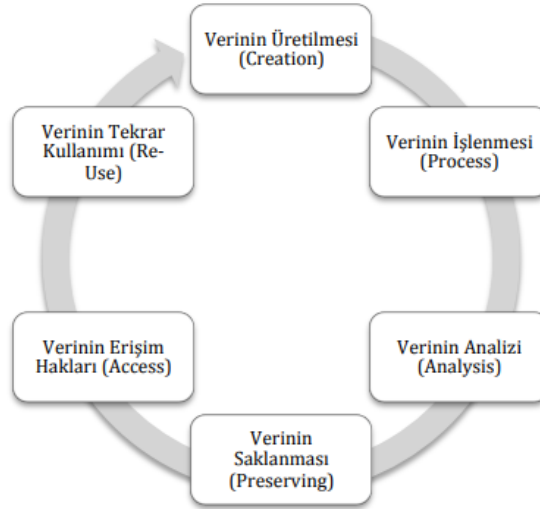 Verinin Üretilmesi
(Creation)
Verinin İşlenmesi
(Process)
Verinin Analizi
(Analysis)
Verinin
Saklanması
(Preserving)
Verinin Erişim
Hakları (Access)
Verinin Tekrar
Kullanımı (Re-
Use)